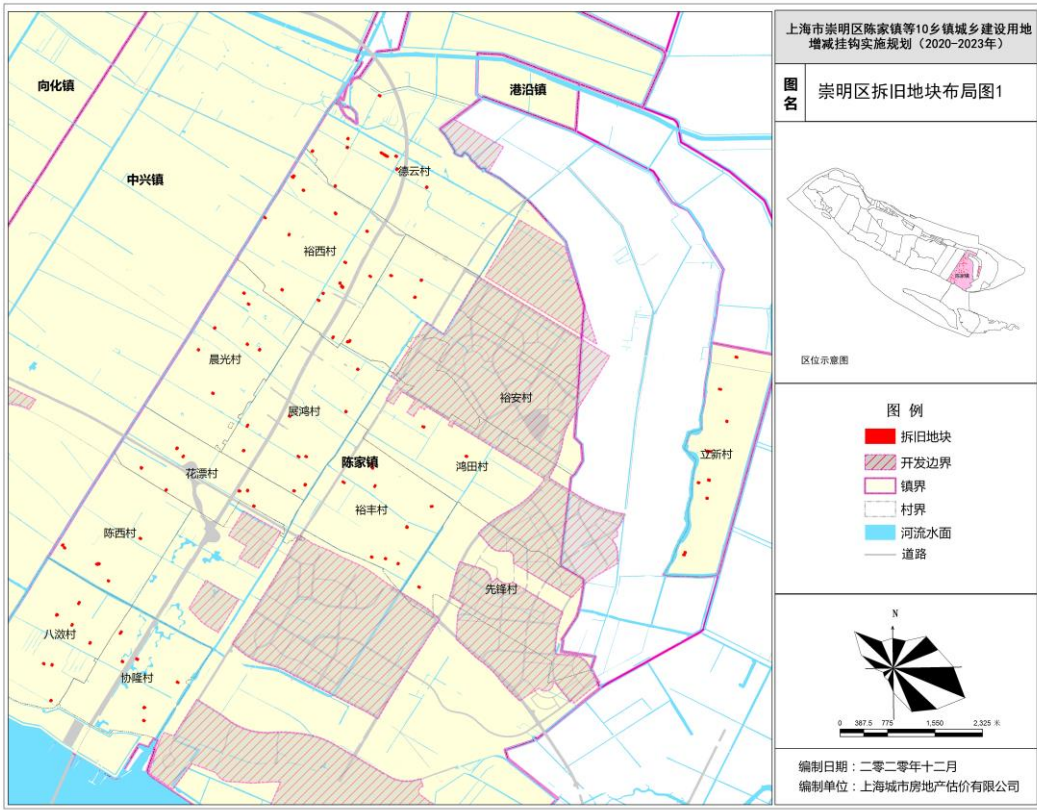 上海市崇明区陈家镇等10乡镇城乡建设用地
增减挂钩实施规划（2020-2023年）
图名
崇明区拆旧地块布局图1
向化镇
港沿镇
中兴镇
德云村
裕西村
晨光村
裕安村
展鸿村
立新村
陈家镇
鸿田村
花漂村
裕丰村
陈西村
先锋村
八滧村
协隆村
陈家镇
区位示意图
图 例
拆旧地块
开发边界
镇界
村界
河流水面
道路
N
0 387.5 775 1,550 2,325 米
编制日期：二零二零年十二月
编制单位：上海城市房地产估价有限公司